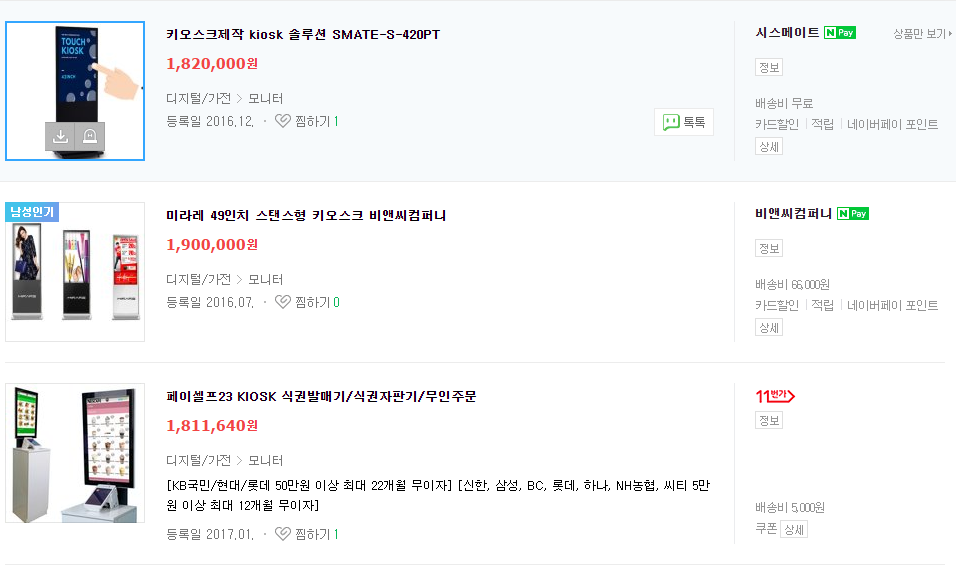 TOUCH
KIOSK
42INCH
키오스크제작 kiosk 솔루션 SMATE-S-420PT
1,820,000원
디지털/가전 > 모니터
등록일 2016.12. · 찜하기 1
톡톡
시스메이트 N Pay
상품만 보기
정보
배송비 무료
카드할인 | 적립 | 네이버페이 포인트
상세
남성인기
미라레 49인치 스탠스형 키오스크 비앤씨컴퍼니
1,900,000원
디지털/가전 > 모니터
등록일 2016.07. · 찜하기 0
비앤씨컴퍼니 N Pay
정보
배송비 66,000원
카드할인 | 적립 | 네이버페이 포인트
상세
페이셀프23 KIOSK 식권발매기/식권자판기/무인주문
1,811,640원
디지털/가전 > 모니터
[KB국민/현대/롯데 50만원 이상 최대 22개월 무이자] [신한, 삼성, BC, 롯데, 하나, NH농협, 씨티 5만
원 이상 최대 12개월 무이자]
등록일 2017.01. · 찜하기 1
11번가
정보
배송비 5,000원
쿠폰 상세